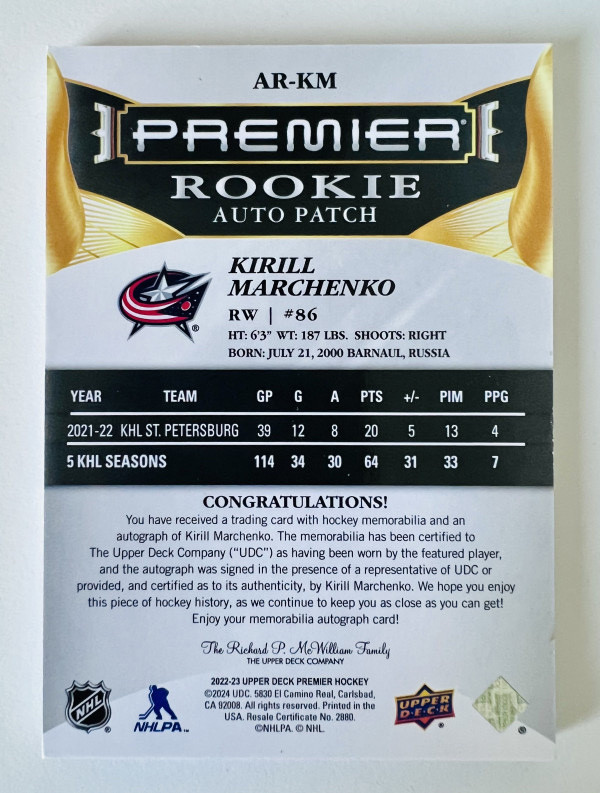 AR-KM
PREMIER
ROOKIE
AUTO PATCH
KIRILL
MARCHENKO
RW | #86
HT: 6'3" WT: 187 LBS. SHOOTS: RIGHT
BORN: JULY 21, 2000 BARNAUL, RUSSIA
YEAR TEAM GP G A PTS +/- PIM PPG
2021-22 KHL ST. PETERSBURG 39 12 8 20 5 13 4
5 KHL SEASONS 114 34 30 64 31 33 7
CONGRATULATIONS!
You have received a trading card with hockey memorabilia and an
autograph of Kirill Marchenko. The memorabilia has been certified to
The Upper Deck Company ("UDC") as having been worn by the featured player,
and the autograph was signed in the presence of a representative of UDC or
provided, and certified as to its authenticity, by Kirill Marchenko. We hope you enjoy
this piece of hockey history, as we continue to keep you as close as you can get!
Enjoy your memorabilia autograph card!
The Richard P. McWilliam Family
THE UPPER DECK COMPANY
2022-23 UPPER DECK PREMIER HOCKEY
©2024 UDC. 5830 El Camino Real, Carlsbad,
CA 92008. All rights reserved. Printed in the
USA. Resale Certificate No. 2880.
©NHLPA. © NHL.
NHL
NHLPA
UPPER
DECK